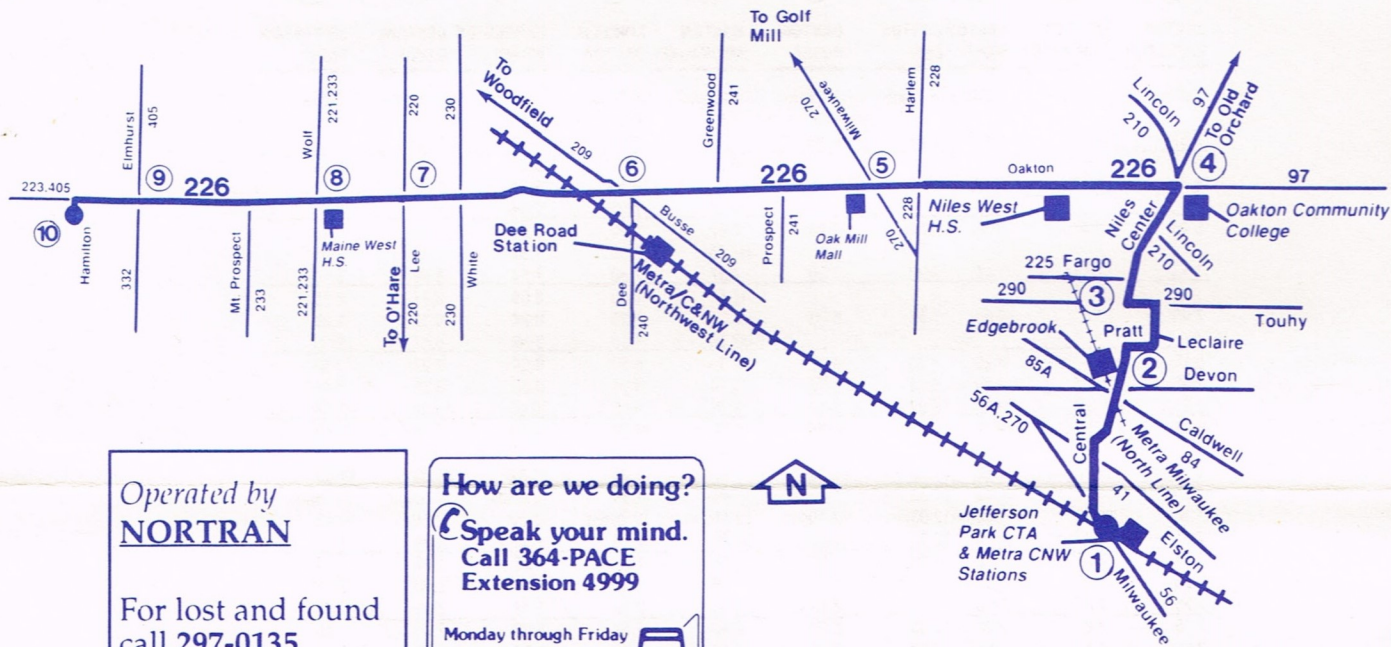 To Golf
Mill
To
Woodfield
Elmhurst
405
Wolf
221.233
220
230
209
Greenwood
241
270
Milwaukee
Harlem
228
Lincoln
210
97
To Old
Orchard
223.405
9
226
8
7
6
226
5
Oakton
226
4
97
10
Hamilton
332
Mt Prospect
233
Maine West
H.S.
221.233
To O'Hare
Lee
220
White
230
Dee Road
Station
Busse
209
Metra/C&NW
(Northwest Line)
Dee
240
Prospect
241
Oak Mill
Mall
228
270
Niles West
H.S.
Niles
Center
Oakton Community
College
Lincoln
210
225 Fargo
290
3
290
Touhy
Edgebrook
Pratt
Leclaire
85A
2
Devon
56A.270
Central
Caldwell
84
Metra Milwaukee
(North Line)
41
Elston
Jefferson
Park CTA
& Metra CNW
Stations
1
Milwaukee
56
N
Operated by
NORTRAN
For lost and found
call 297-0135
How are we doing?
Speak your mind.
Call 364-PACE
Extension 4999
Monday through Friday